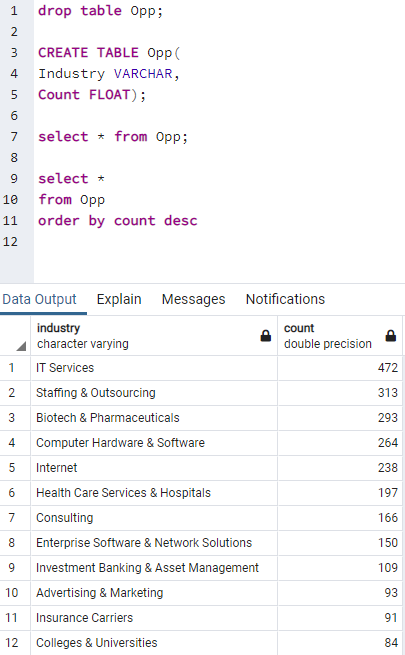 1 drop table Opp;
2
3 CREATE TABLE Opp(
4 Industry VARCHAR,
5 Count FLOAT);
6
7 select * from Opp;
8
9 select *
10 from Opp
11 order by count desc
12
Data Output Explain Messages Notifications
industry count
character varying double precision
1 IT Services 472
2 Staffing & Outsourcing 313
3 Biotech & Pharmaceuticals 293
4 Computer Hardware & Software 264
5 Internet 238
6 Health Care Services & Hospitals 197
7 Consulting 166
8 Enterprise Software & Network Solutions 150
9 Investment Banking & Asset Management 109
10 Advertising & Marketing 93
11 Insurance Carriers 91
12 Colleges & Universities 84